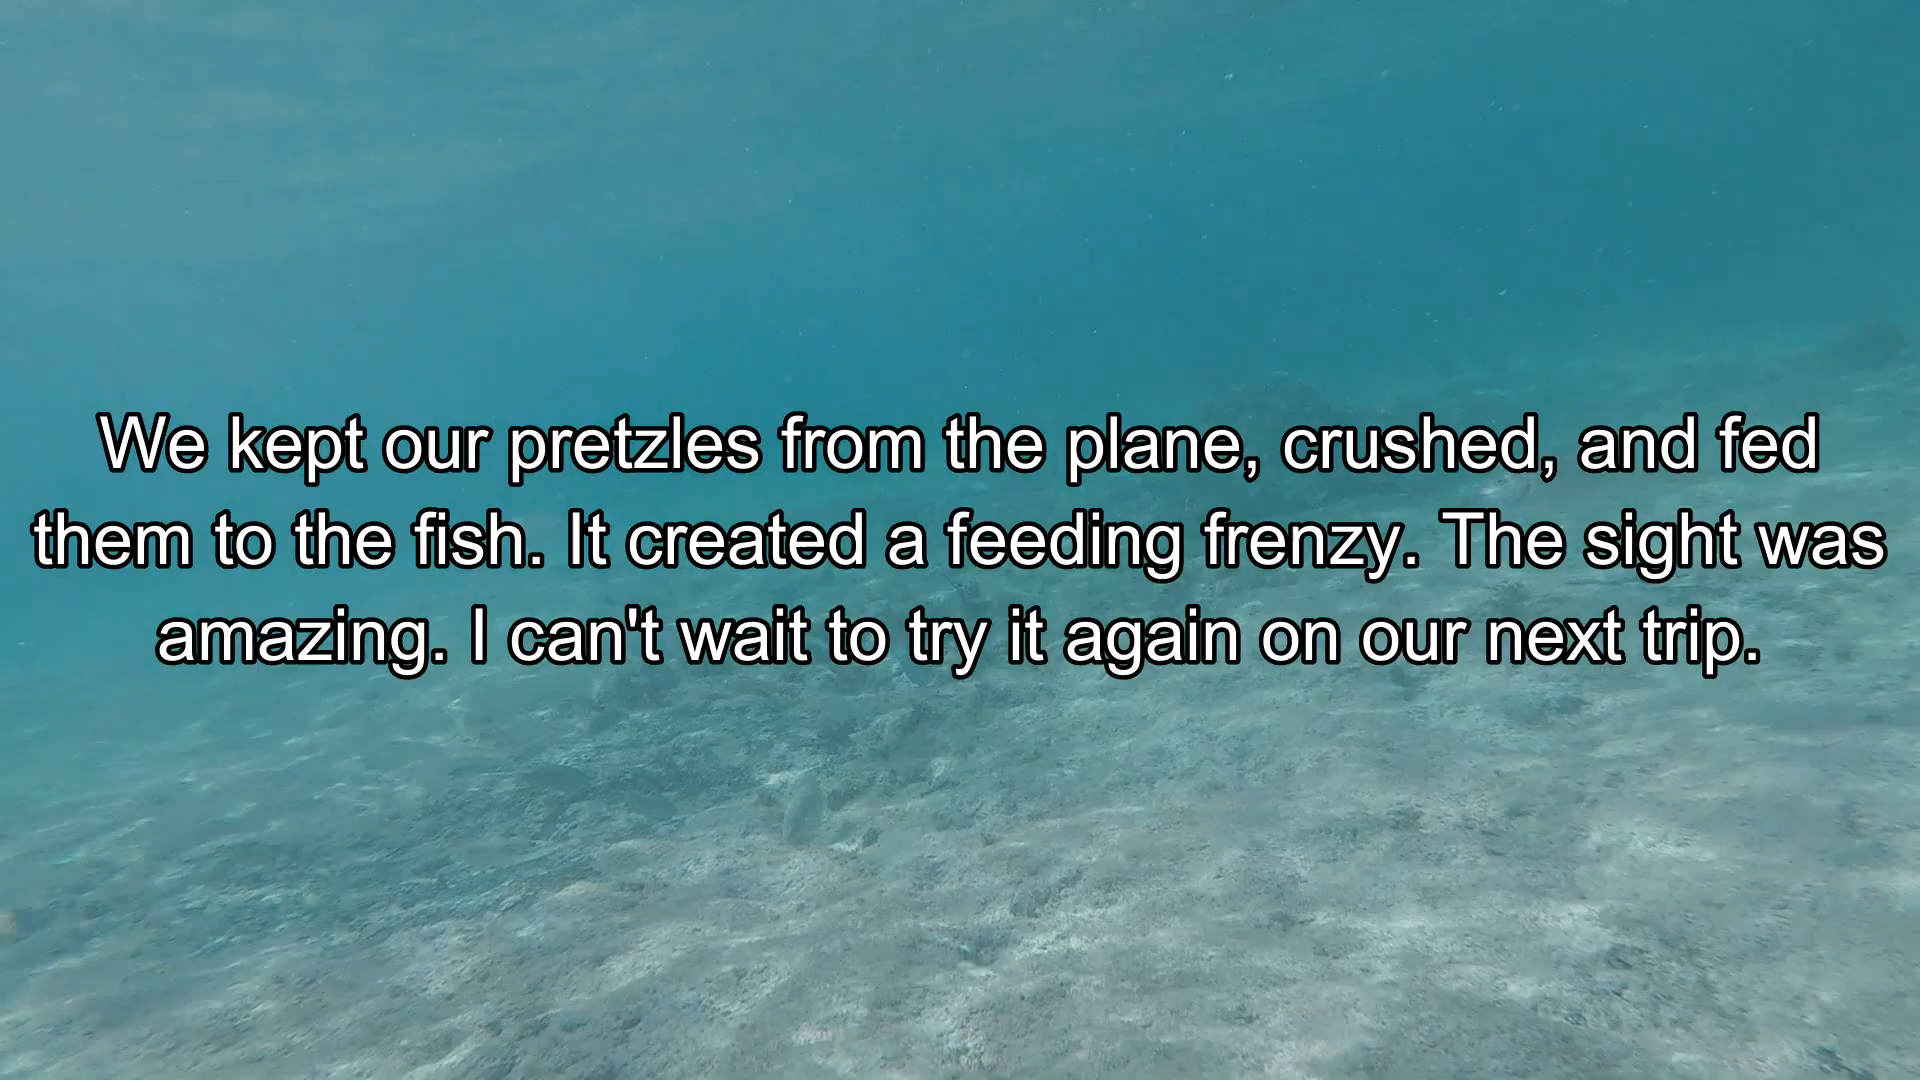 We kept our pretzles from the plane, crushed, and fed
them to the fish. It created a feeding frenzy. The sight was
amazing. I can't wait to try it again on our next trip.